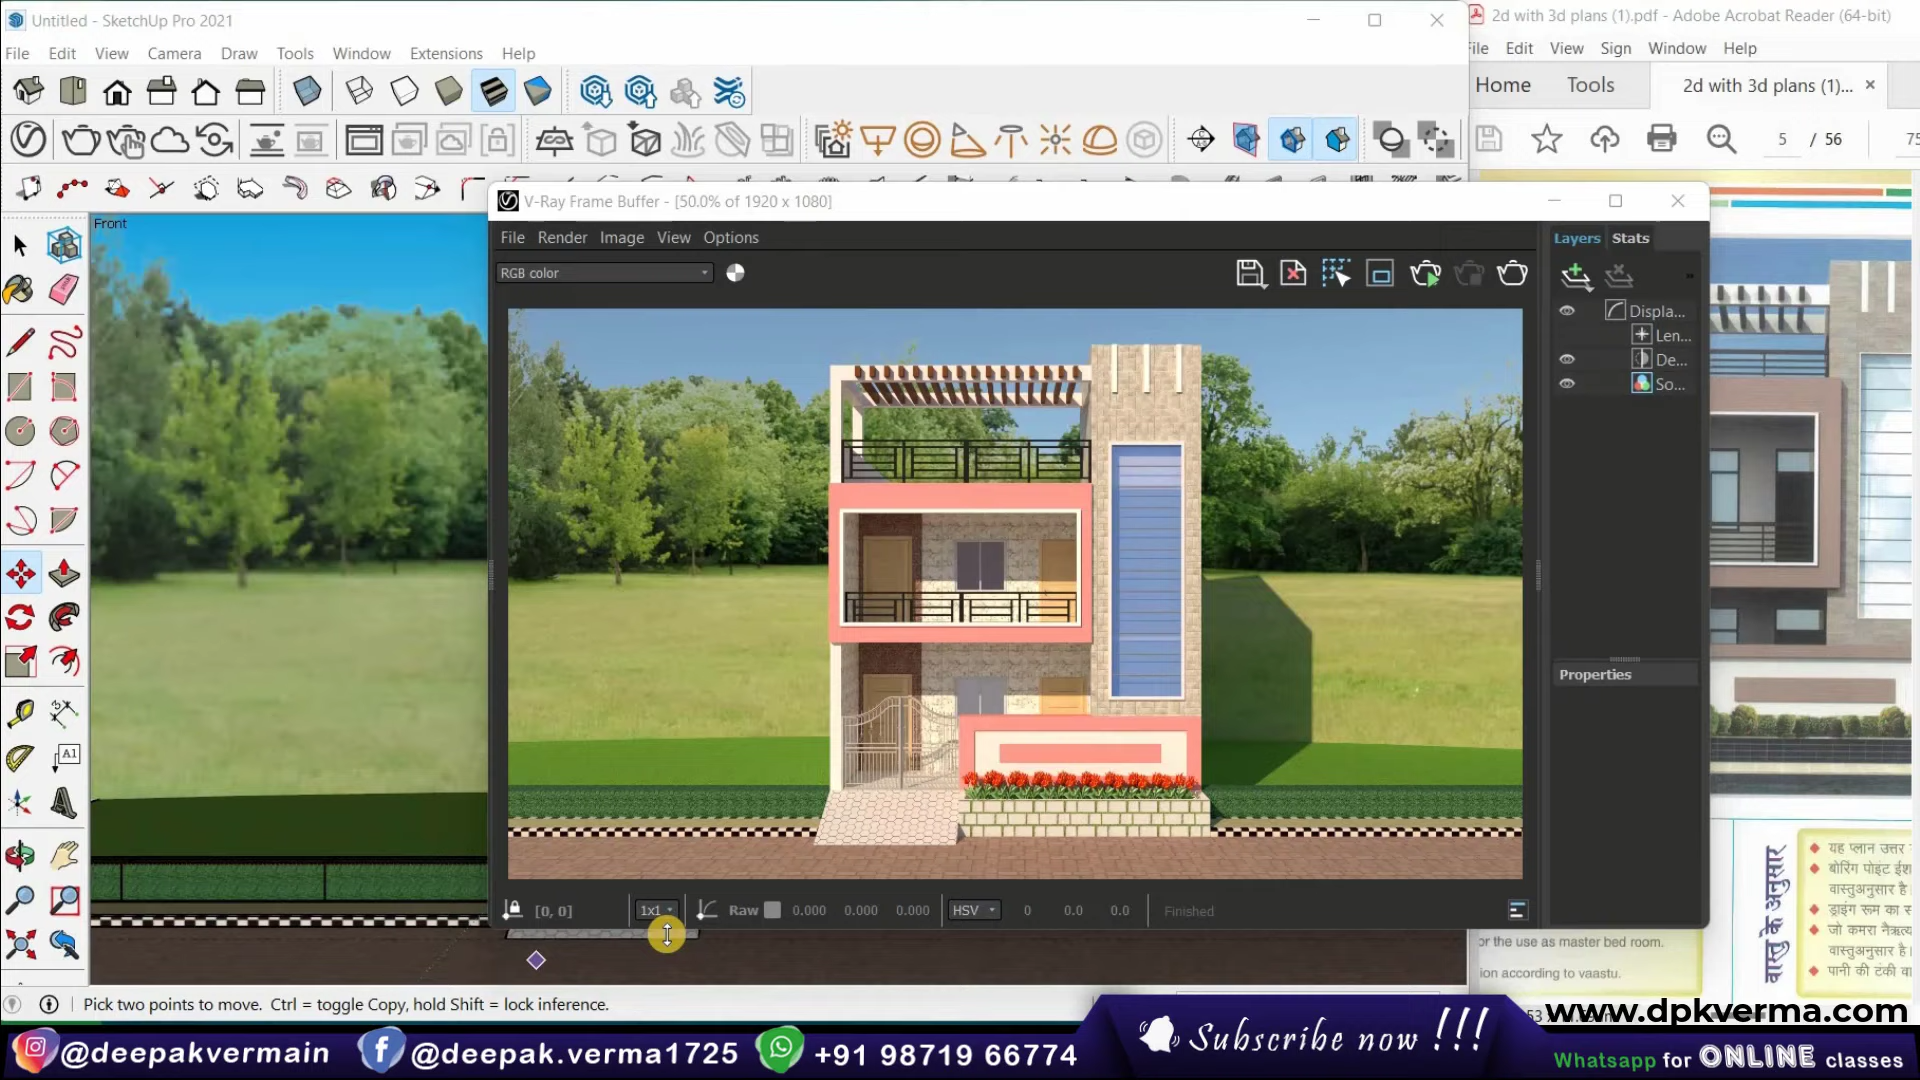 Untitled - SketchUp Pro 2021
File Edit View Camera Draw Tools Window Extensions Help
2d with 3d plans (1).pdf - Adobe Acrobat Reader (64-bit)
File Edit View Sign Window Help
Home Tools 2d with 3d plans (1)... ×
5 / 56 75
V-Ray Frame Buffer - [50.0% of 1920 x 1080]
File Render Image View Options
RGB color
Layers Stats
Displa...
Len...
De...
So...
Properties
Front
A1
[0, 0] 1x1 Raw 0.000 0.000 0.000 HSV 0 0.0 0.0 Finished
Pick two points to move. Ctrl = toggle Copy, hold Shift = lock inference.
or the use as master bed room.
ion according to vaastu.
वास्तु के अनुसार
यह प्लान उत्तर
बोरिंग पोइंट ईश
वास्तुअनुसार है
ड्राइंग रूम का स
जो कमरा नैऋत्य
वास्तुअनुसार है।
पानी की टंकी वा
www.dpkverma.com
@deepakvermain @deepak.verma1725 +91 98719 66774
Subscribe now !!!
Whatsapp for ONLINE classes